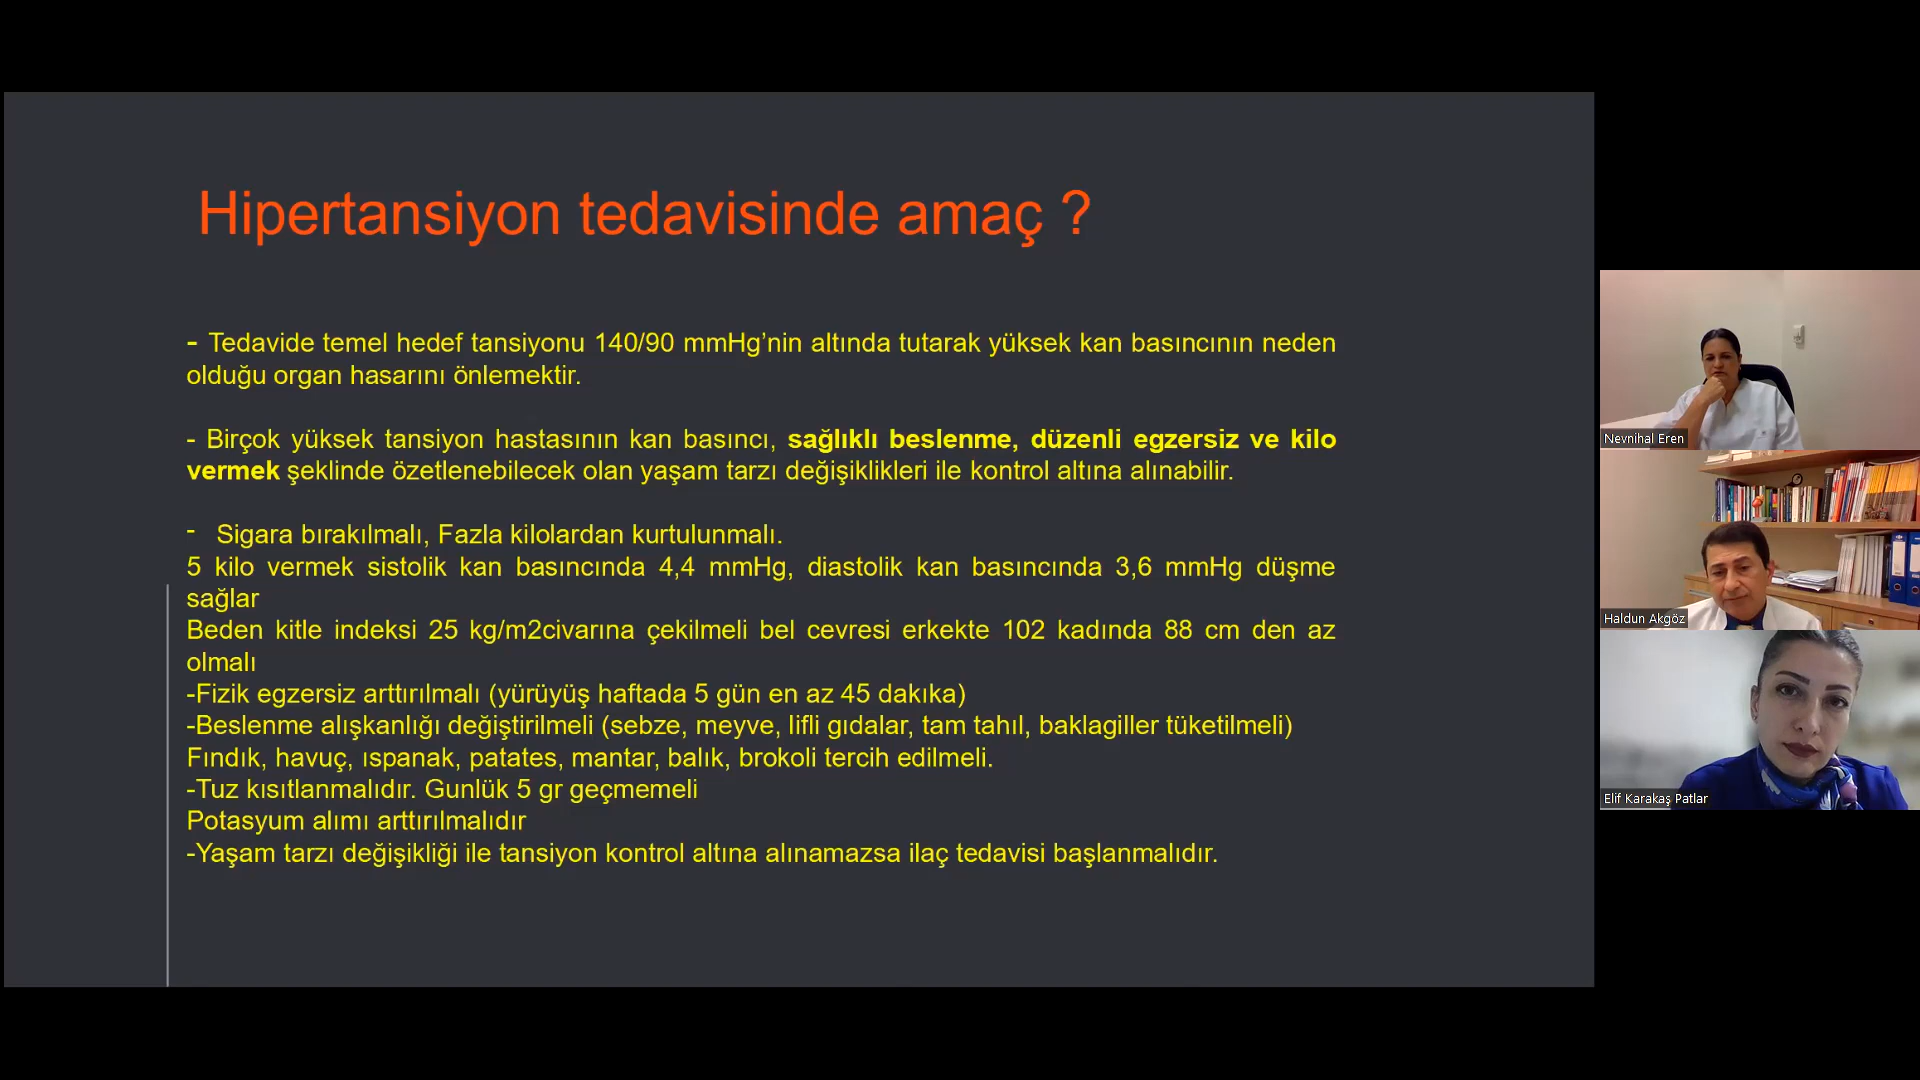 Hipertansiyon tedavisinde amaç ?
- Tedavide temel hedef tansiyonu 140/90 mmHg’nin altında tutarak yüksek kan basıncının neden
olduğu organ hasarını önlemektir.
- Birçok yüksek tansiyon hastasının kan basıncı, sağlıklı beslenme, düzenli egzersiz ve kilo
vermek şeklinde özetlenebilecek olan yaşam tarzı değişiklikleri ile kontrol altına alınabilir.
- Sigara bırakılmalı, Fazla kilolardan kurtulunmalı.
5 kilo vermek sistolik kan basıncında 4,4 mmHg, diastolik kan basıncında 3,6 mmHg düşme
sağlar
Beden kitle indeksi 25 kg/m2civarına çekilmeli bel cevresi erkekte 102 kadında 88 cm den az
olmalı
-Fizik egzersiz arttırılmalı (yürüyüş haftada 5 gün en az 45 dakıka)
-Beslenme alışkanlığı değiştirilmeli (sebze, meyve, lifli gıdalar, tam tahıl, baklagiller tüketilmeli)
Fındık, havuç, ıspanak, patates, mantar, balık, brokoli tercih edilmeli.
-Tuz kısıtlanmalıdır. Gunlük 5 gr geçmemeli
Potasyum alımı arttırılmalıdır
-Yaşam tarzı değişikliği ile tansiyon kontrol altına alınamazsa ilaç tedavisi başlanmalıdır.
Nevnihal Eren
Haldun Akgöz
Elif Karakaş Patlar